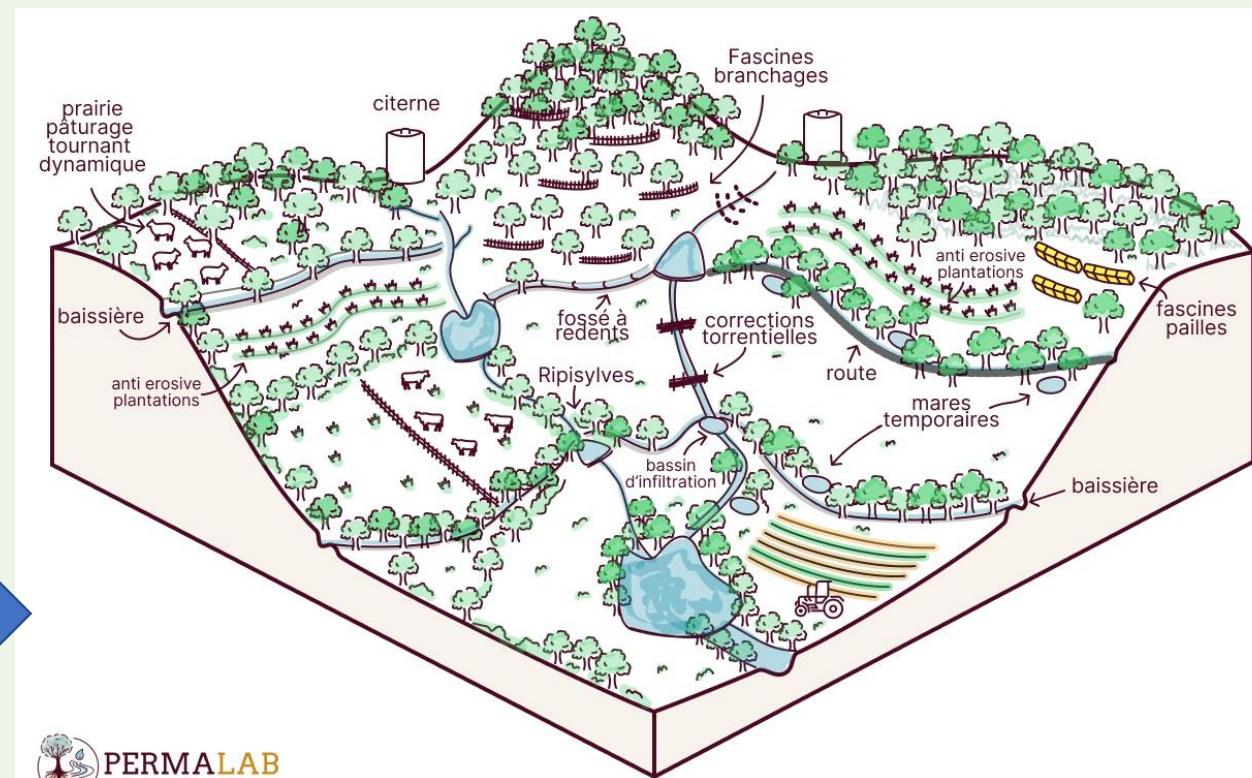 Fascines
branchages
citerne
prairie
pâturage
tournant
dynamique
anti erosive
plantations
baissière
fossé à
redents
corrections
torrentielles
fascines
pailles
route
anti erosive
plantations
Ripisylves
mares
temporaires
bassin
d'infiltration
baissière
PERMALAB